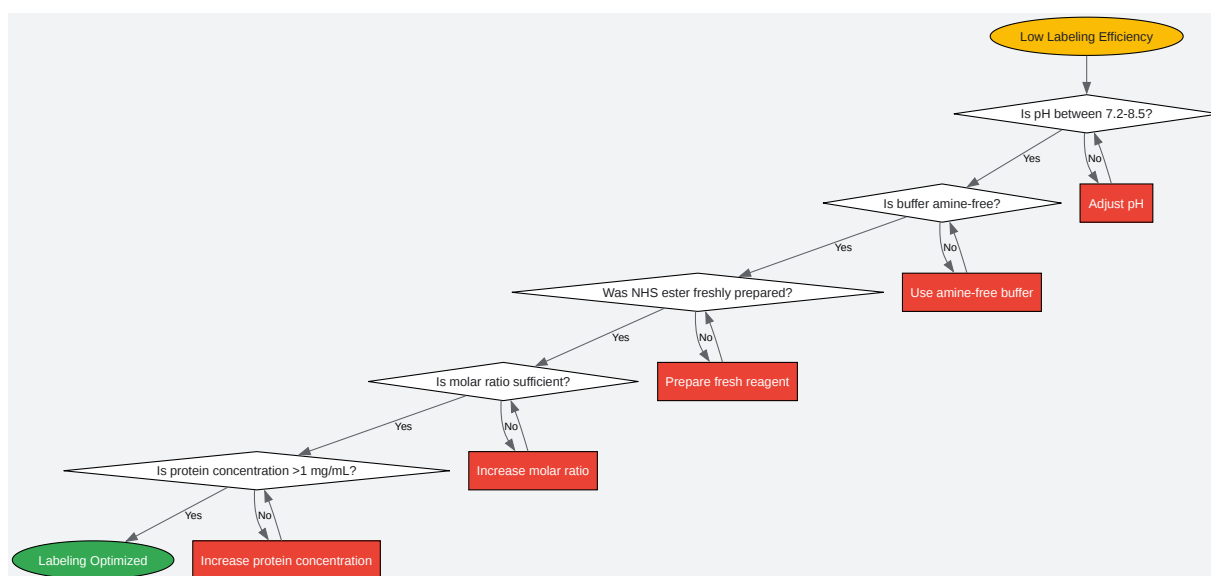 Low Labeling Efficiency
Is pH between 7.2-8.5?
Yes
No
Adjust pH
Is buffer amine-free?
Yes
No
Use amine-free buffer
Was NHS ester freshly prepared?
Yes
No
Prepare fresh reagent
Is molar ratio sufficient?
Yes
No
Increase molar ratio
Is protein concentration >1 mg/mL?
Yes
No
Labeling Optimized
Increase protein concentration